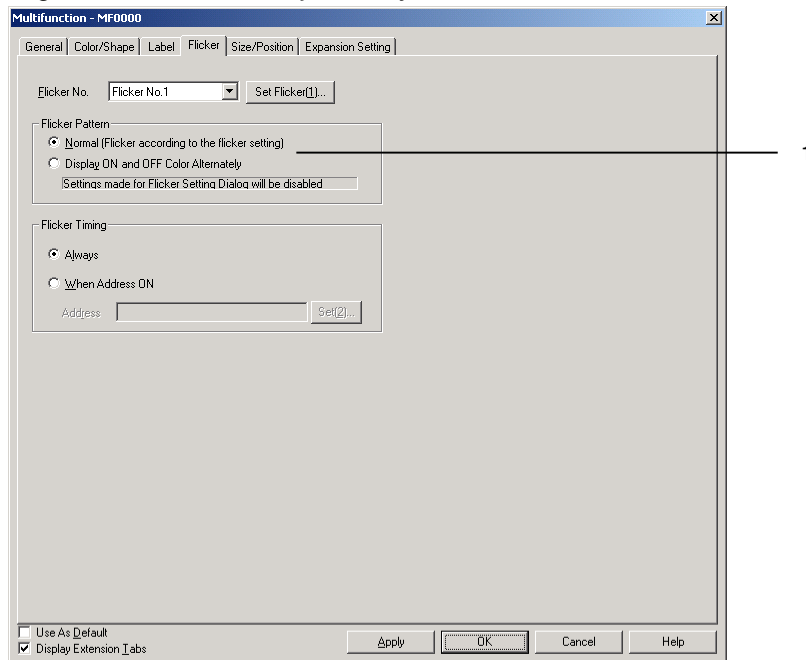 Multifunction - MF0000
General Color/Shape Label Flicker Size/Position Expansion Setting
Flicker No. Flicker No.1 Set Flicker(1)...
Flicker Pattern
Normal (Flicker according to the flicker setting)
Display ON and OFF Color Alternately
Settings made for Flicker Setting Dialog will be disabled
Flicker Timing
Always
When Address ON
Address Set(2)...
Use As Default
Display Extension Tabs
Apply OK Cancel Help